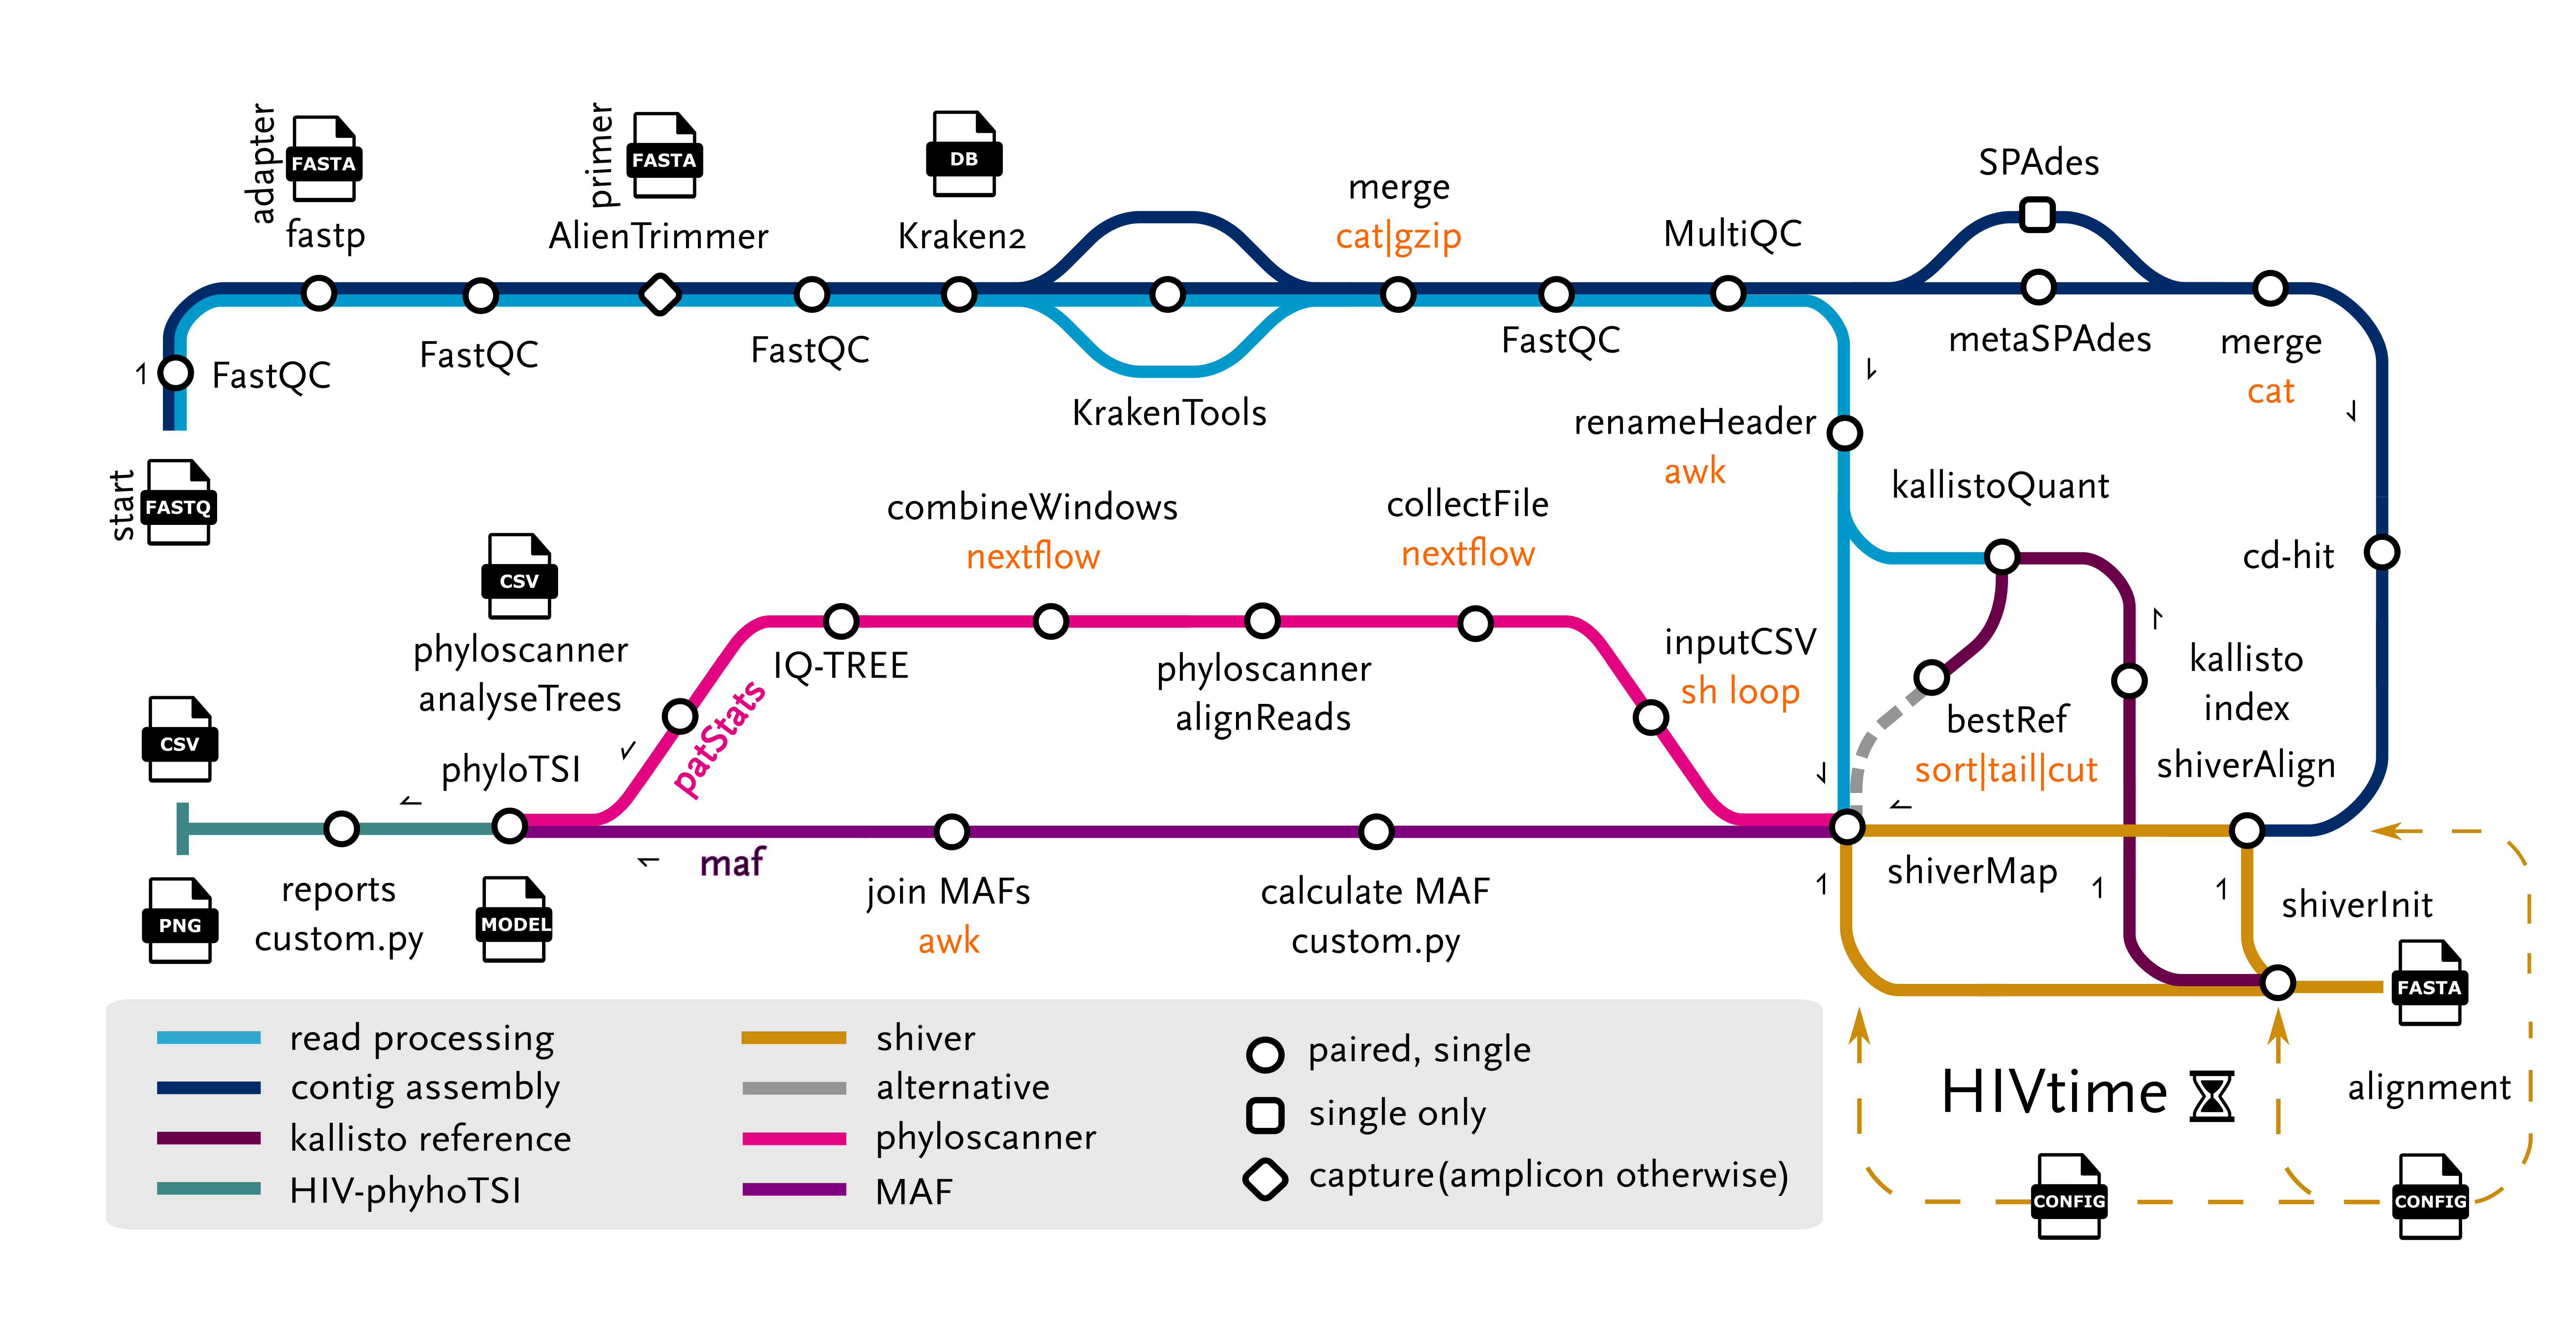 adapter
FASTA
fastp
primer
FASTA
AlienTrimmer
DB
Kraken2
merge
cat|gzip
MultiQC
SPAdes
1
FastQC
FastQC
FastQC
KrakenTools
FastQC
metaSPAdes
merge
cat
start
FASTQ
renameHeader
awk
kallistoQuant
cd-hit
combineWindows
nextflow
collectFile
nextflow
CSV
phyloscanner
analyseTrees
IQ-TREE
phyloscanner
alignReads
inputCSV
sh loop
bestRef
sort|tail|cut
kallisto
index
shiverAlign
CSV
phyloTSI
patStats
maf
shiverMap
PNG
reports
custom.py
MODEL
join MAFs
awk
calculate MAF
custom.py
1
1
1
shiverInit
FASTA
read processing
contig assembly
kallisto reference
HIV-phyhoTSI
shiver
alternative
phyloscanner
MAF
paired, single
single only
capture(amplicon otherwise)
HIVtime
alignment
CONFIG
CONFIG